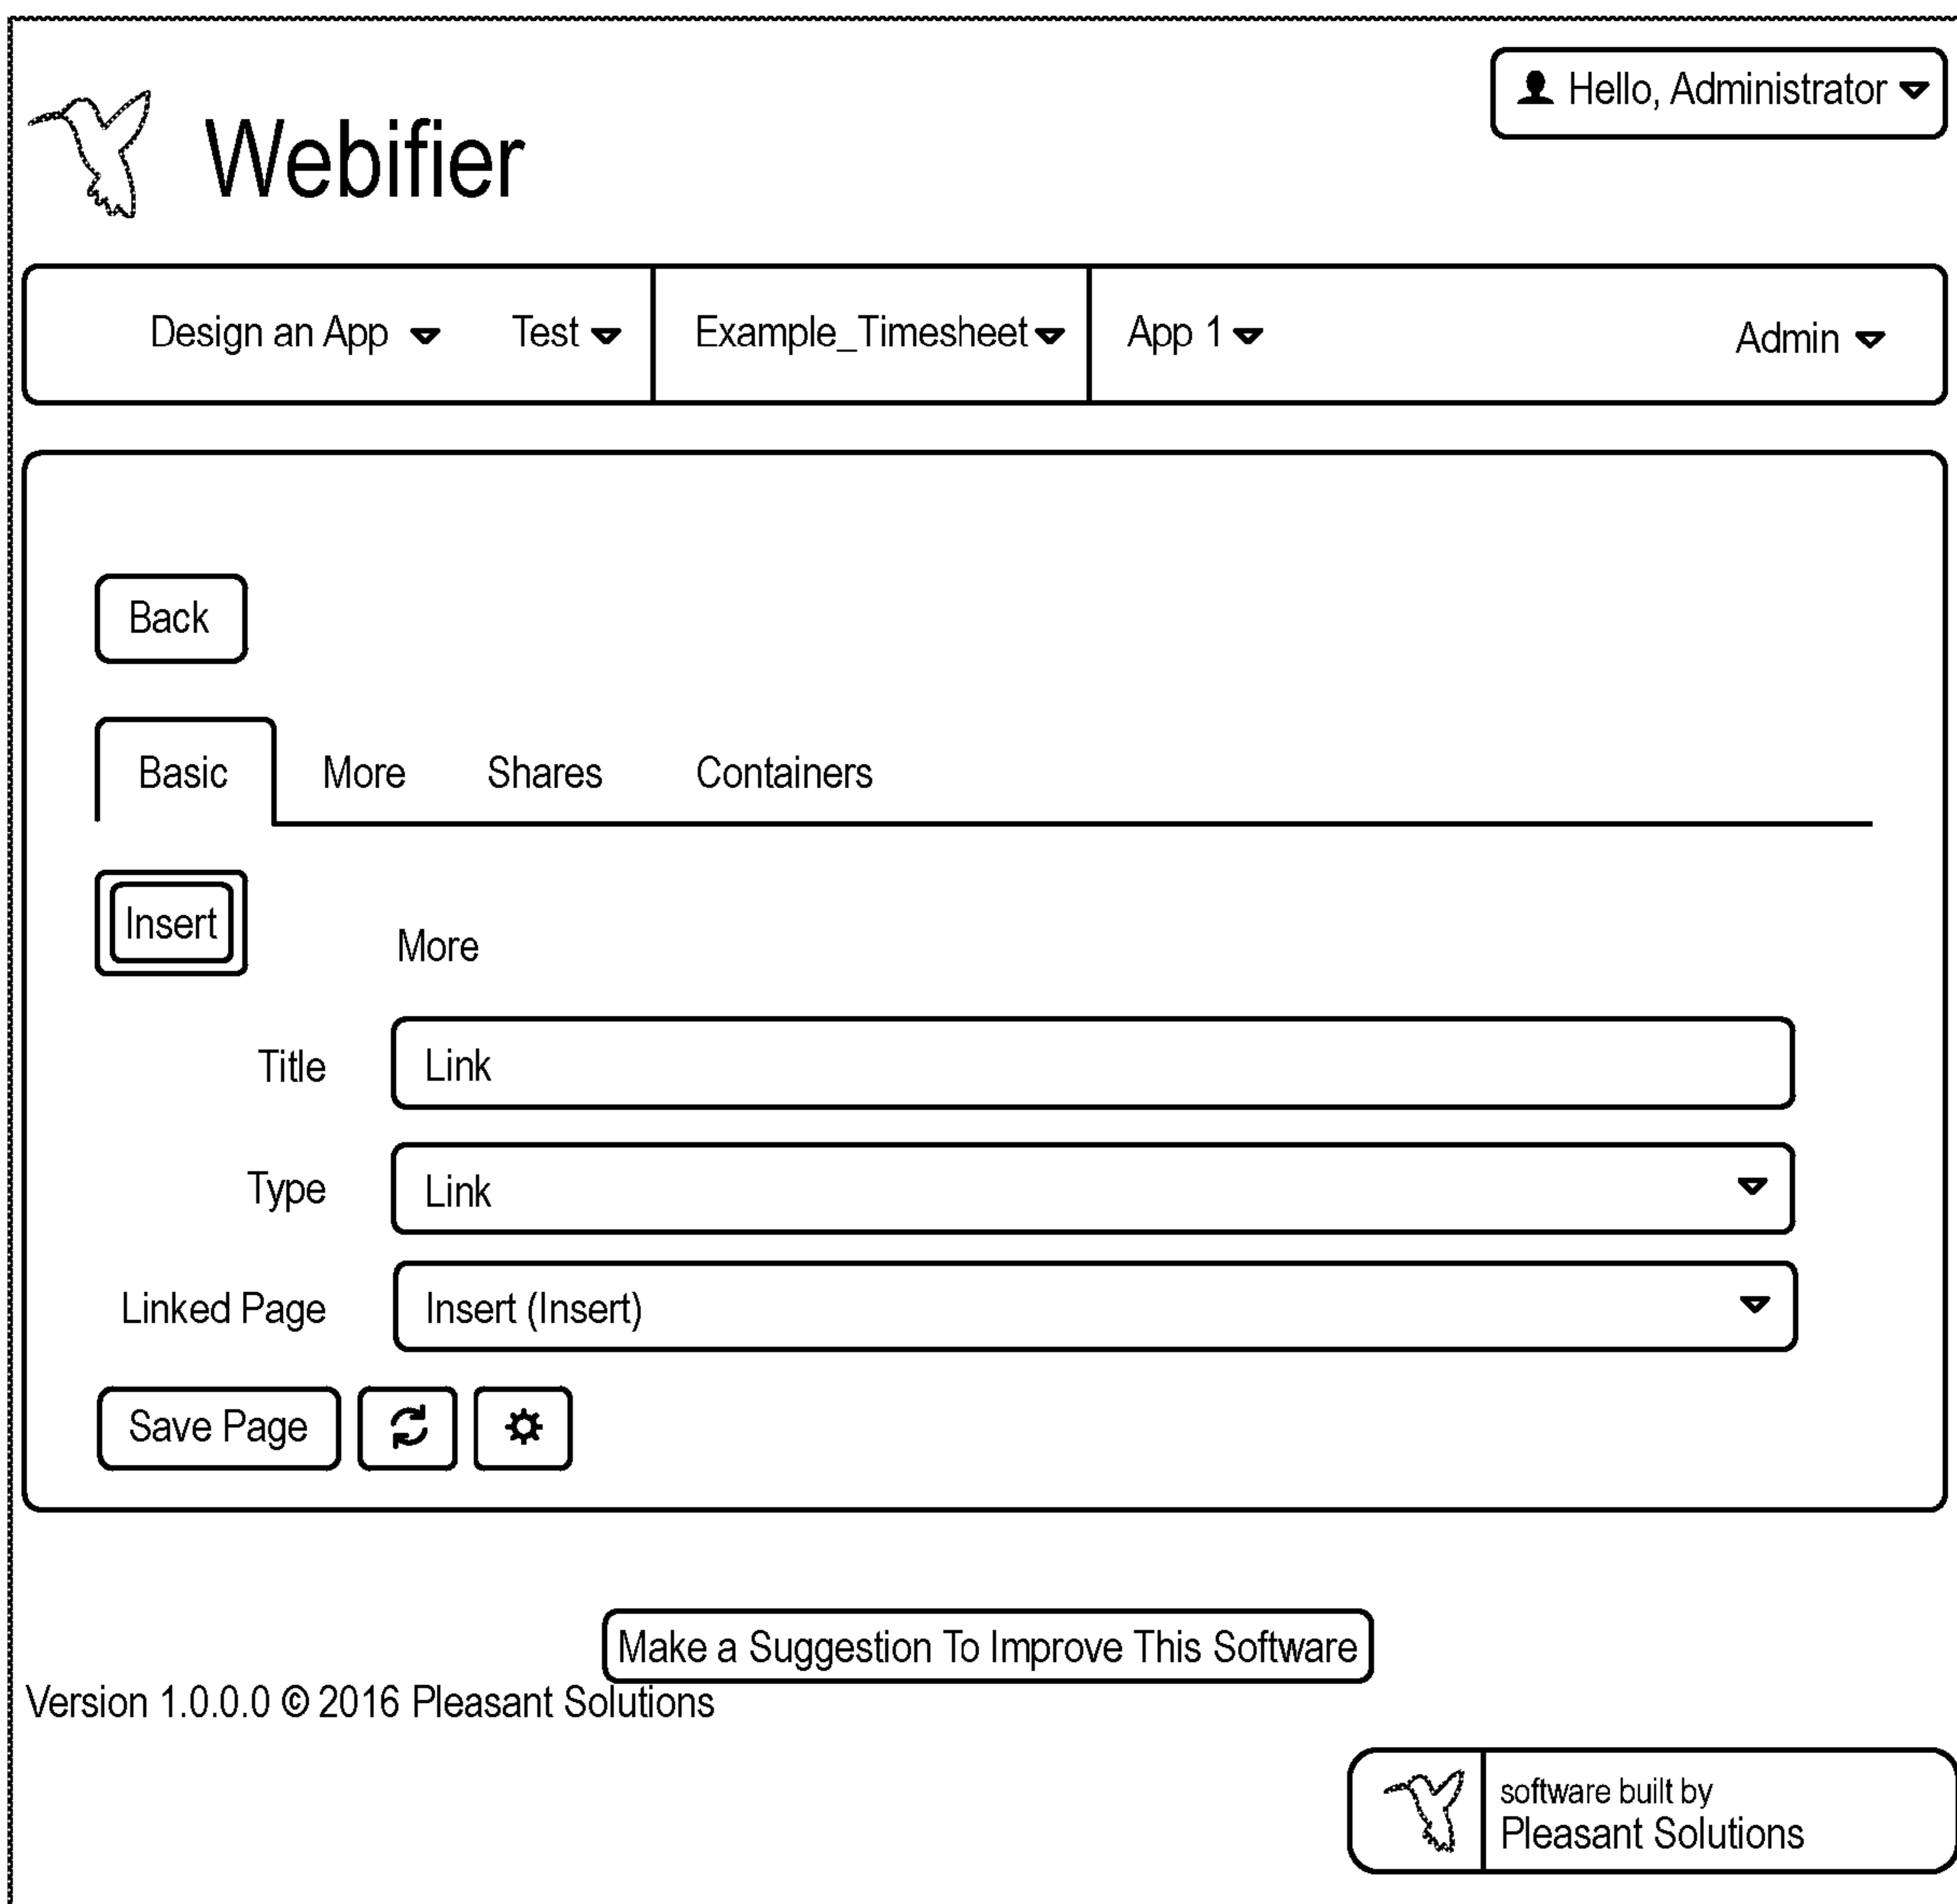 Hello, Administrator
Webifier
Design an App Test Example_Timesheet App 1 Admin
Back
Basic More Shares Containers
Insert
More
Title Link
Type Link
Linked Page Insert (Insert)
Save Page
Make a Suggestion To Improve This Software
Version 1.0.0.0 © 2016 Pleasant Solutions
software built by
Pleasant Solutions